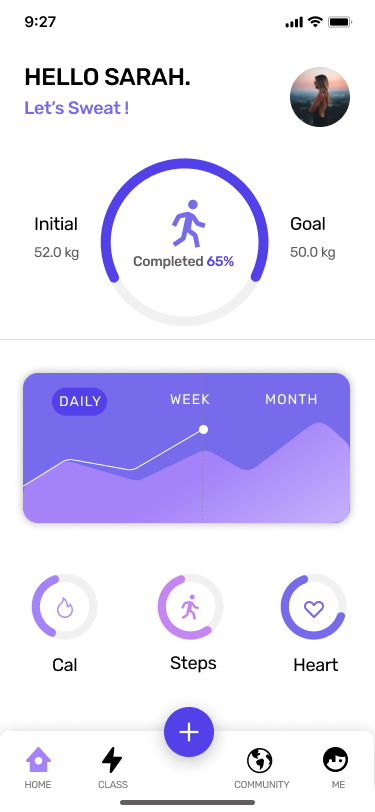 9:27
HELLO SARAH.
Let's Sweat !
Initial
52.0 kg
Goal
50.0 kg
Completed 65%
DAILY
WEEK
MONTH
Cal
Steps
Heart
HOME
CLASS
COMMUNITY
ME